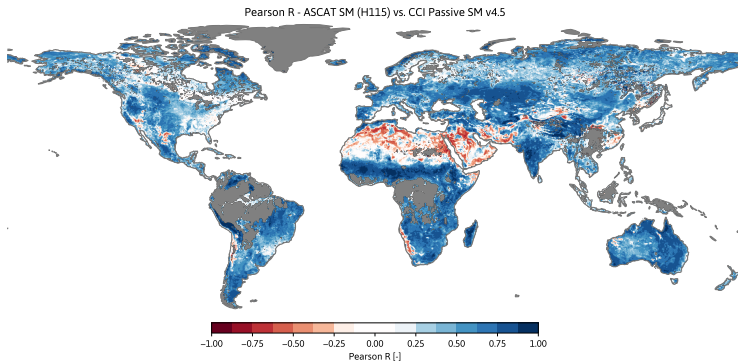 Pearson R - ASCAT SM (H115) vs. CCI Passive SM v4.5
−1.00 −0.75 −0.50 −0.25 0.00 0.25 0.50 0.75 1.00
Pearson R [-]